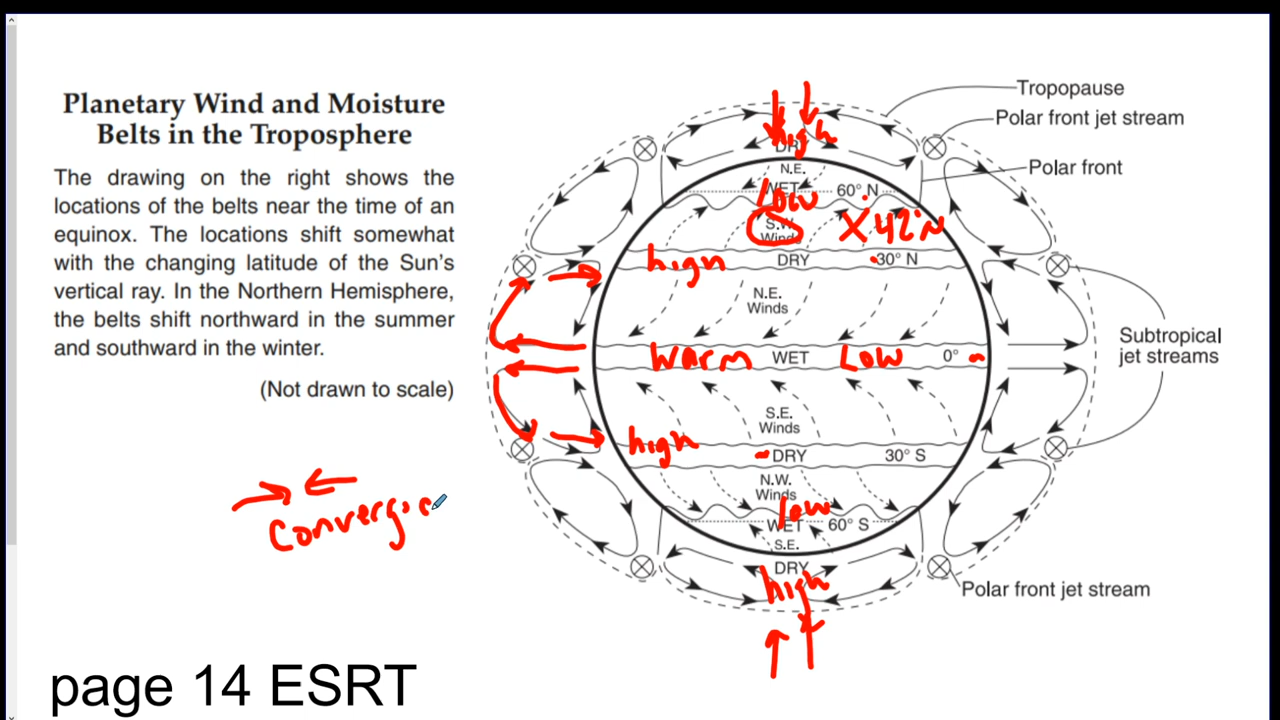 Planetary Wind and Moisture
Belts in the Troposphere
The drawing on the right shows the
locations of the belts near the time of an
equinox. The locations shift somewhat
with the changing latitude of the Sun's
vertical ray. In the Northern Hemisphere,
the belts shift northward in the summer
and southward in the winter.
(Not drawn to scale)
Converg
page 14 ESRT
Tropopause
Polar front jet stream
Polar front
high
DRY
N.E.
WET
Low
60° N
S.W.
Wind
X 42°N
high
DRY
30° N
N.E.
Winds
Subtropical
jet streams
warm
WET
Low
0°
S.E.
Winds
high
DRY
30° S
N.W.
Winds
low
WET
60° S
S.E.
DRY
high
Polar front jet stream